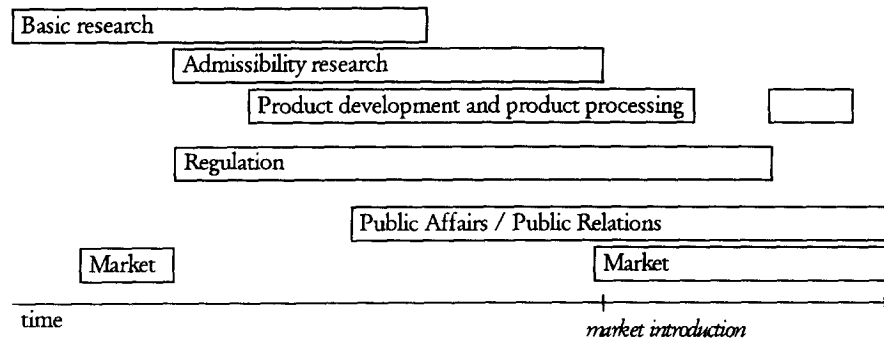 Basic research
Admissibility research
Product development and product processing
Regulation
Public Affairs / Public Relations
Market
Market
time
market introduction